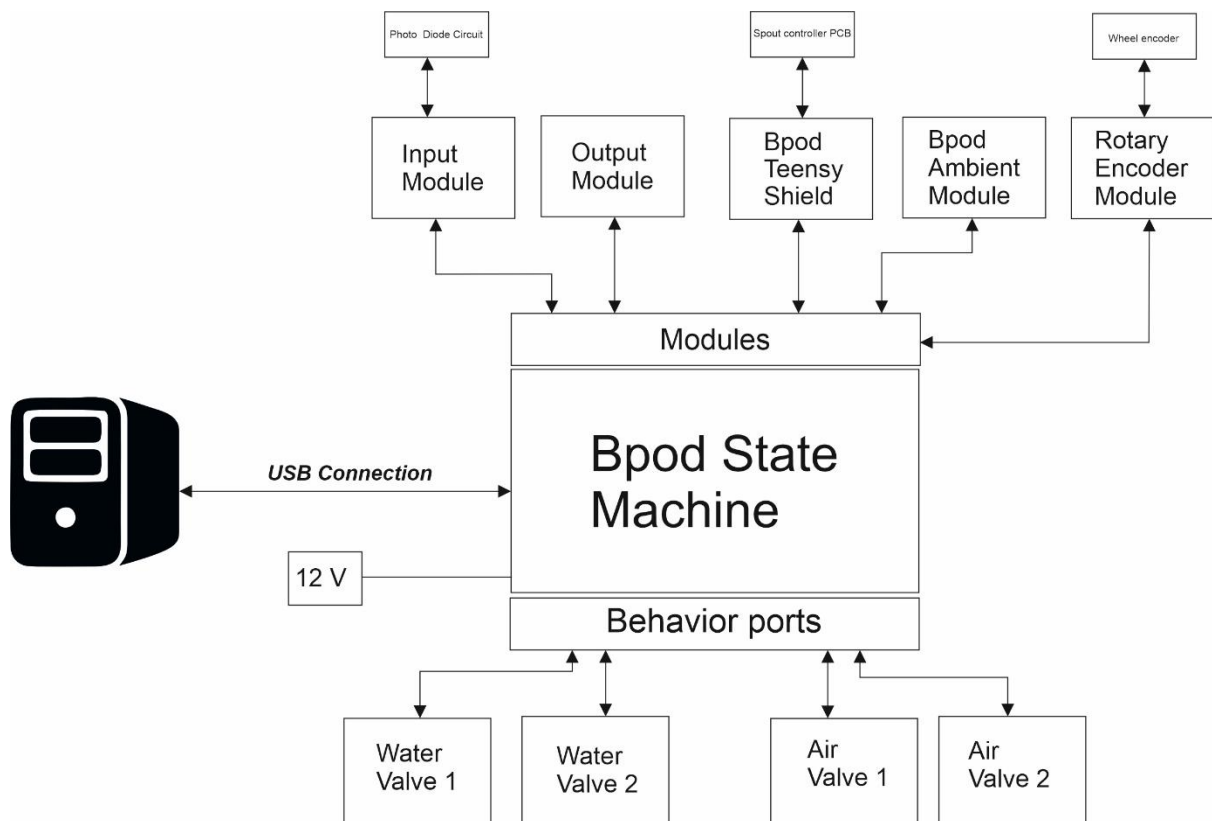 Photo Diode Circuit
Spout controller PCB
Wheel encoder
Input
Module
Output
Module
Bpod
Teensy
Shield
Bpod
Ambient
Module
Rotary
Encoder
Module
Modules
Bpod State
Machine
USB Connection
12 V
Behavior ports
Water
Valve 1
Water
Valve 2
Air
Valve 1
Air
Valve 2